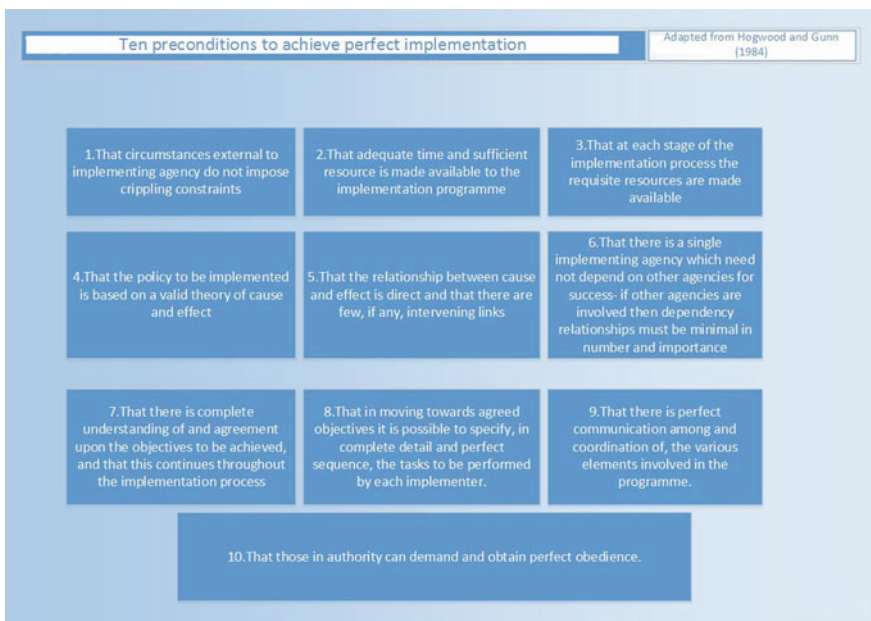 Ten preconditions to achieve perfect implementation
Adapted from Hogwood and Gunn
(1984)
1.That circumstances external to
implementing agency do not impose
crippling constraints
2.That adequate time and sufficient
resource is made available to the
implementation programme
3.That at each stage of the
implementation process the
requisite resources are made
available
4.That the policy to be implemented
is based on a valid theory of cause
and effect
5.That the relationship between cause
and effect is direct and that there are
few, if any, intervening links
6.That there is a single
implementing agency which need
not depend on other agencies for
success- if other agencies are
involved then dependency
relationships must be minimal in
number and importance
7.That there is complete
understanding of and agreement
upon the objectives to be achieved,
and that this continues throughout
the implementation process
8.That in moving towards agreed
objectives it is possible to specify, in
complete detail and perfect
sequence, the tasks to be performed
by each implementer.
9.That there is perfect
communication among and
coordination of, the various
elements involved in the
programme.
10.That those in authority can demand and obtain perfect obedience.